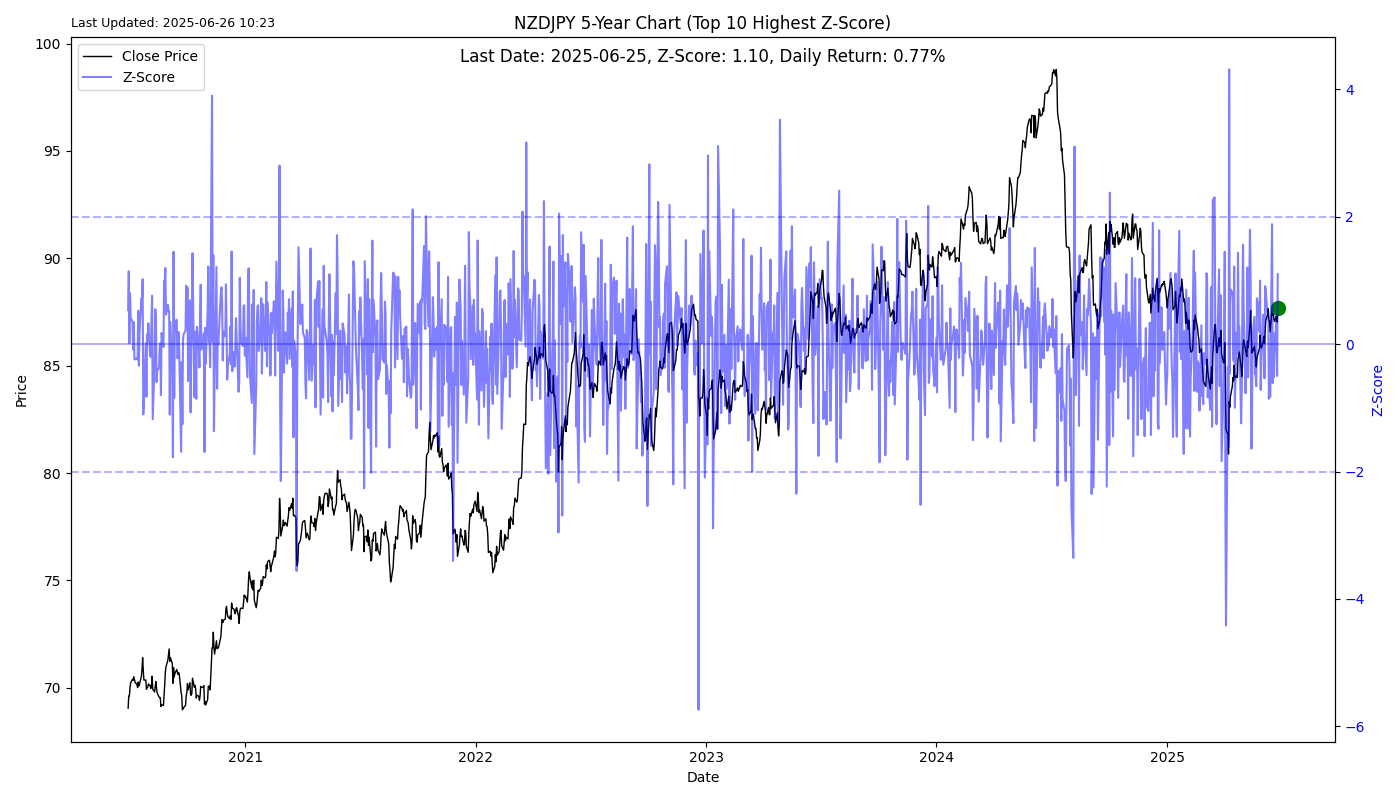 Last Updated: 2025-06-26 10:23
NZDJPY 5-Year Chart (Top 10 Highest Z-Score)
Last Date: 2025-06-25, Z-Score: 1.10, Daily Return: 0.77%
Close Price
Z-Score
100
95
90
85
80
75
70
Price
4
2
0
−2
−4
−6
Z-Score
2021
2022
2023
2024
2025
Date